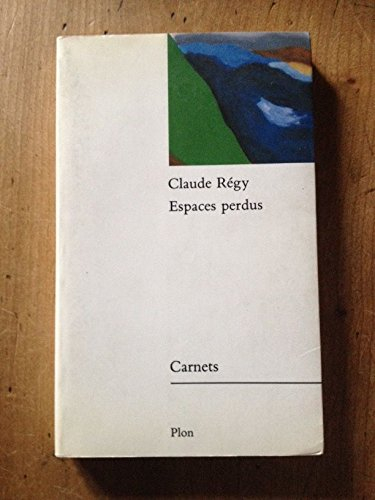 Claude Régy
Espaces perdus
Carnets
Plon